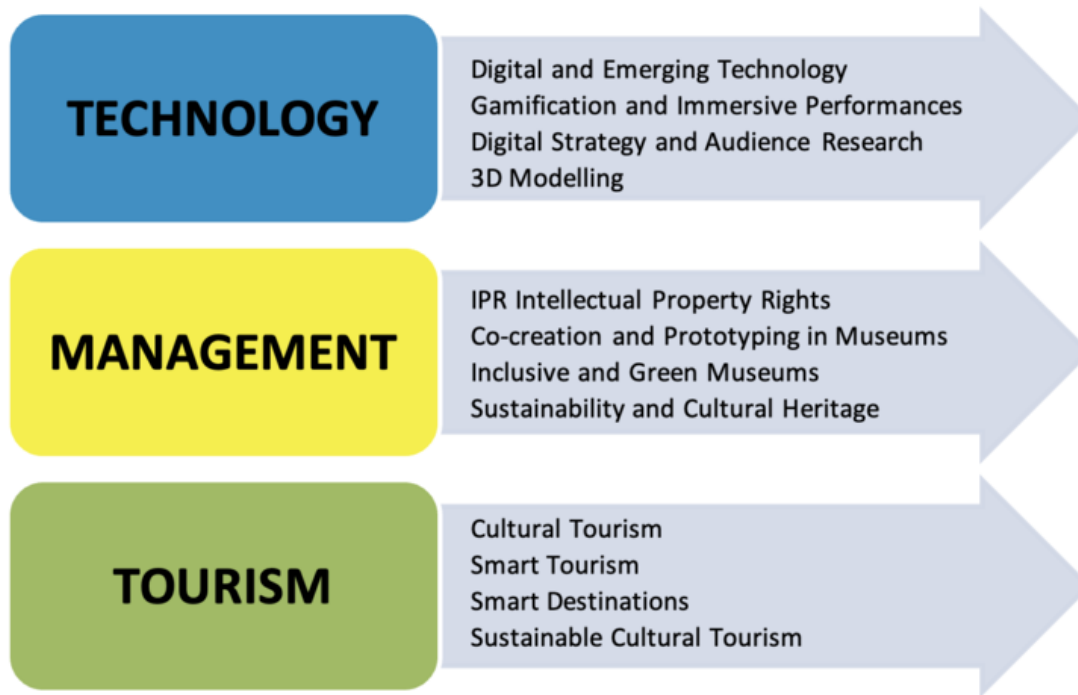 TECHNOLOGY
Digital and Emerging Technology
Gamification and Immersive Performances
Digital Strategy and Audience Research
3D Modelling
MANAGEMENT
IPR Intellectual Property Rights
Co-creation and Prototyping in Museums
Inclusive and Green Museums
Sustainability and Cultural Heritage
TOURISM
Cultural Tourism
Smart Tourism
Smart Destinations
Sustainable Cultural Tourism